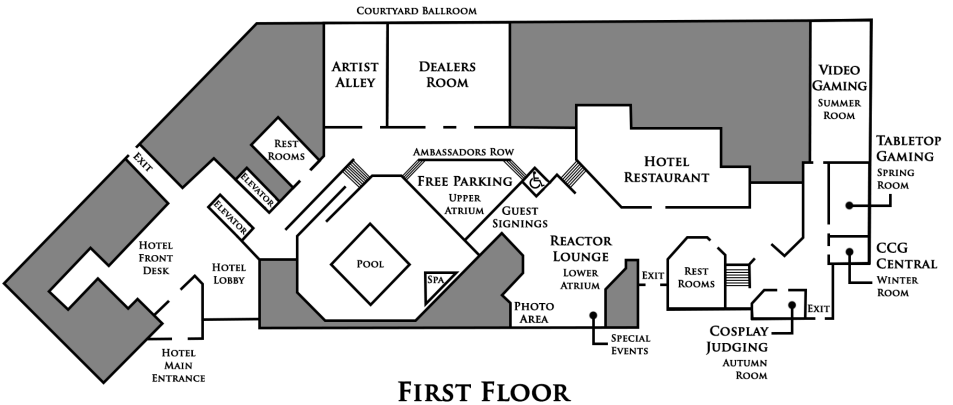 COURTYARD BALLROOM
ARTIST
ALLEY
DEALERS
ROOM
VIDEO
GAMING
SUMMER
ROOM
EXIT
REST
ROOMS
ELEVATOR
ELEVATOR
AMBASSADORS ROW
FREE PARKING
UPPER
ATRIUM
GUEST
SIGNINGS
HOTEL
RESTAURANT
TABLETOP
GAMING
SPRING
ROOM
HOTEL
FRONT
DESK
HOTEL
LOBBY
POOL
SPA
REACTOR
LOUNGE
LOWER
ATRIUM
EXIT
REST
ROOMS
CCG
CENTRAL
WINTER
ROOM
PHOTO
AREA
SPECIAL
EVENTS
EXIT
COSPLAY
JUDGING
AUTUMN
ROOM
HOTEL
MAIN
ENTRANCE
FIRST FLOOR